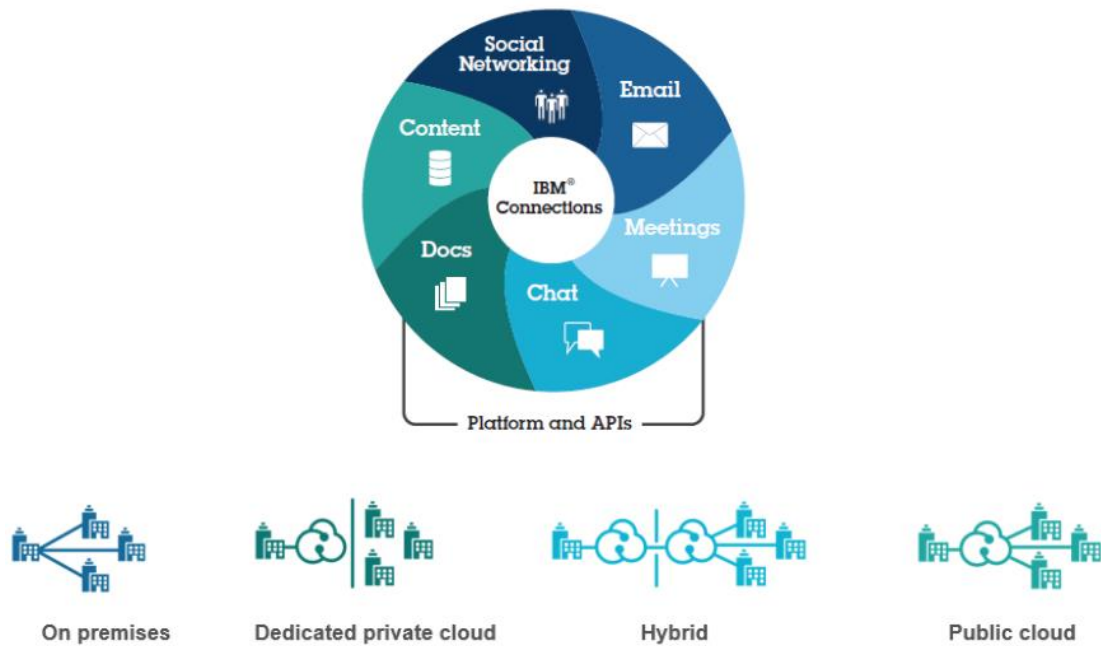 Social
Networking
Email
Content
IBM®
Connections
Meetings
Docs
Chat
Platform and APIs
On premises
Dedicated private cloud
Hybrid
Public cloud